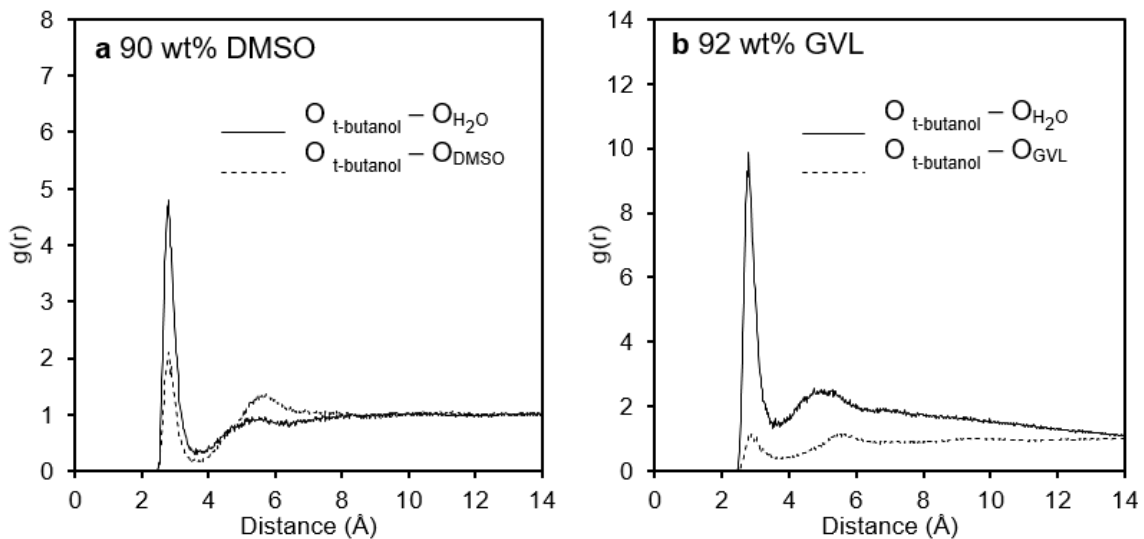 a 90 wt% DMSO
O t-butanol – OH₂O
O t-butanol – ODMSO
8
7
6
5
4
3
2
1
0
g(r)
0 2 4 6 8 10 12 14
Distance (Å)
b 92 wt% GVL
O t-butanol – OH₂O
O t-butanol – OGVL
14
12
10
8
6
4
2
0
g(r)
0 2 4 6 8 10 12 14
Distance (Å)